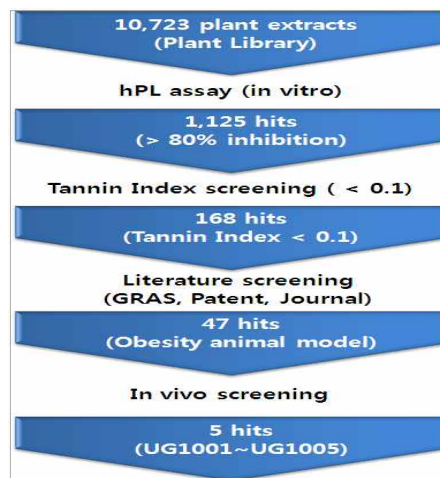 10,723 plant extracts
(Plant Library)
hPL assay (in vitro)
1,125 hits
(> 80% inhibition)
Tannin Index screening ( < 0.1)
168 hits
(Tannin Index < 0.1)
Literature screening
(GRAS, Patent, Journal)
47 hits
(Obesity animal model)
In vivo screening
5 hits
(UG1001~UG1005)